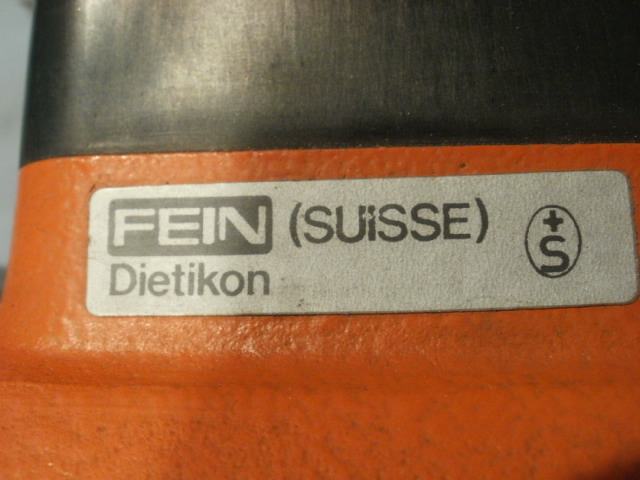 FEIN (SUiSSE)
Dietikon
+
S